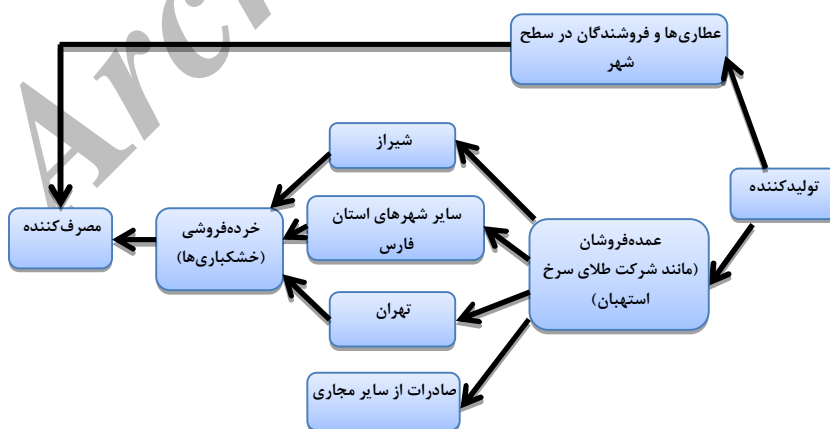 عطاری‌ها و فروشندگان در سطح
شهر
تولیدکننده
شیراز
عمده‌فروشان
(مانند شرکت طلای سرخ
استهبان)
سایر شهرهای استان
فارس
خرده‌فروشی
(خشکباری‌ها)
مصرف‌کننده
تهران
صادرات از سایر مجاری